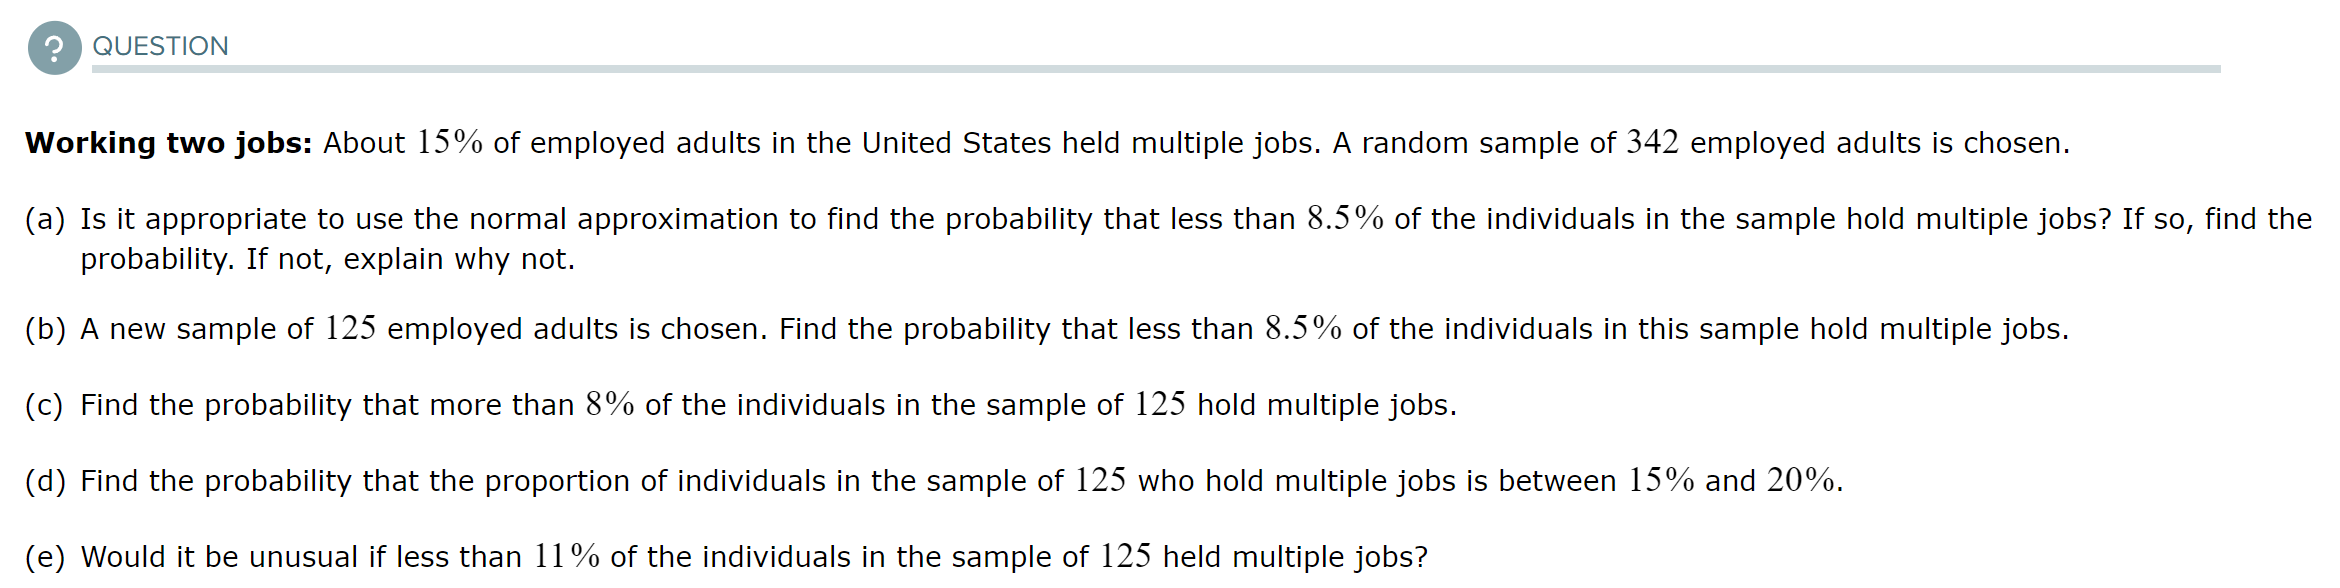 ? QUESTION
Working two jobs: About 15% of employed adults in the United States held multiple jobs. A random sample of 342 employed adults is chosen.
(a) Is it appropriate to use the normal approximation to find the probability that less than 8.5% of the individuals in the sample hold multiple jobs? If so, find the
probability. If not, explain why not.
(b) A new sample of 125 employed adults is chosen. Find the probability that less than 8.5% of the individuals in this sample hold multiple jobs.
(c) Find the probability that more than 8% of the individuals in the sample of 125 hold multiple jobs.
(d) Find the probability that the proportion of individuals in the sample of 125 who hold multiple jobs is between 15% and 20%.
(e) Would it be unusual if less than 11% of the individuals in the sample of 125 held multiple jobs?